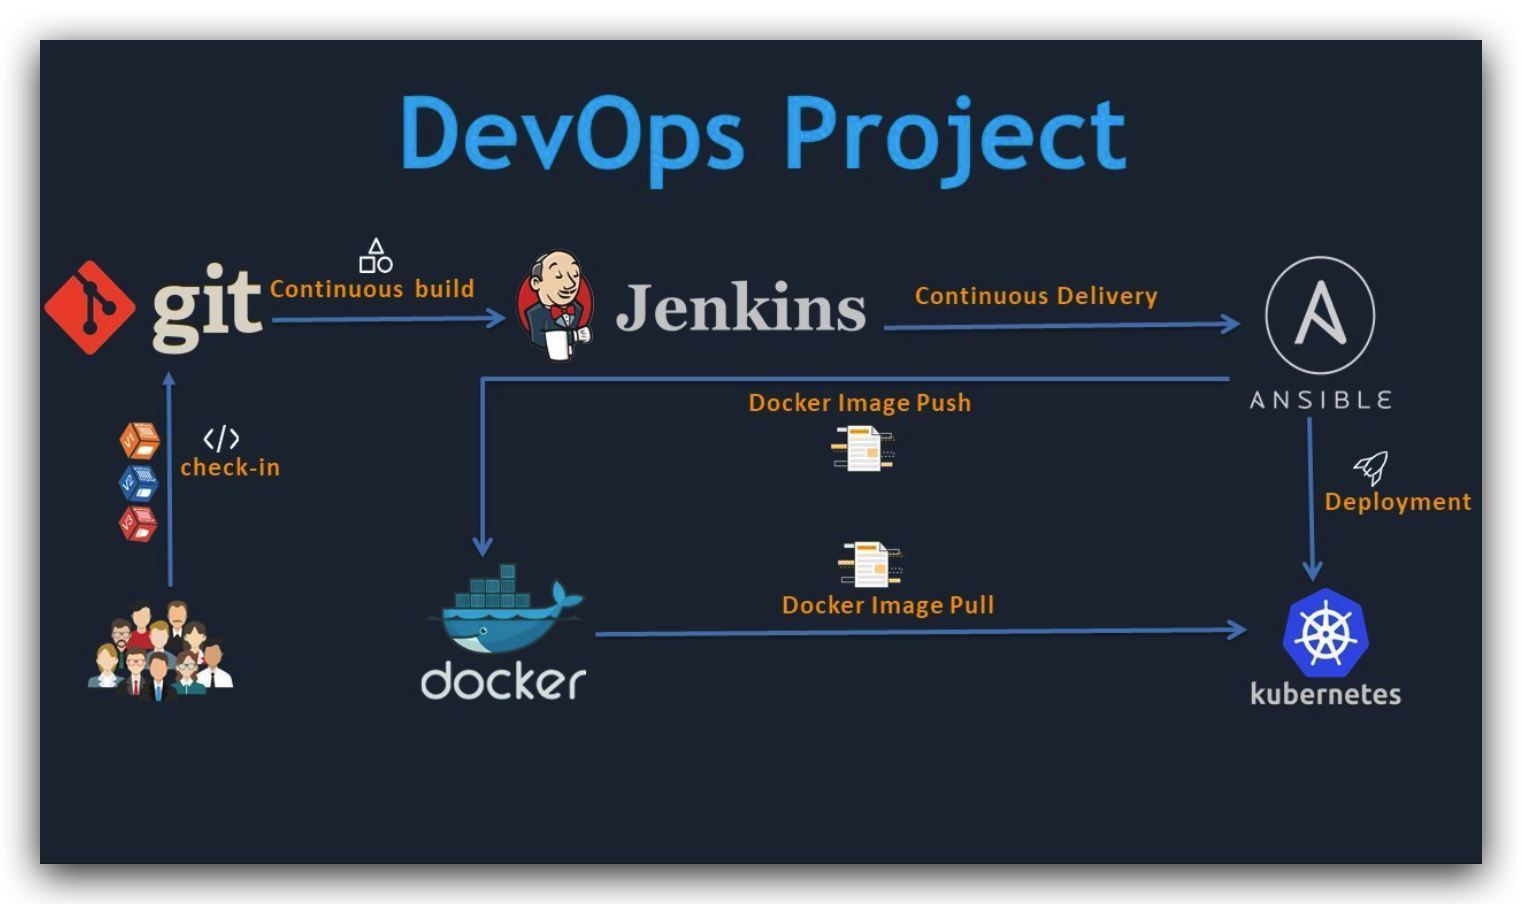 DevOps Project
git
Continuous build
Jenkins
Continuous Delivery
ANSIBLE
Docker Image Push
</>
check-in
V1
V2
V3
Deployment
Docker Image Pull
docker
kubernetes